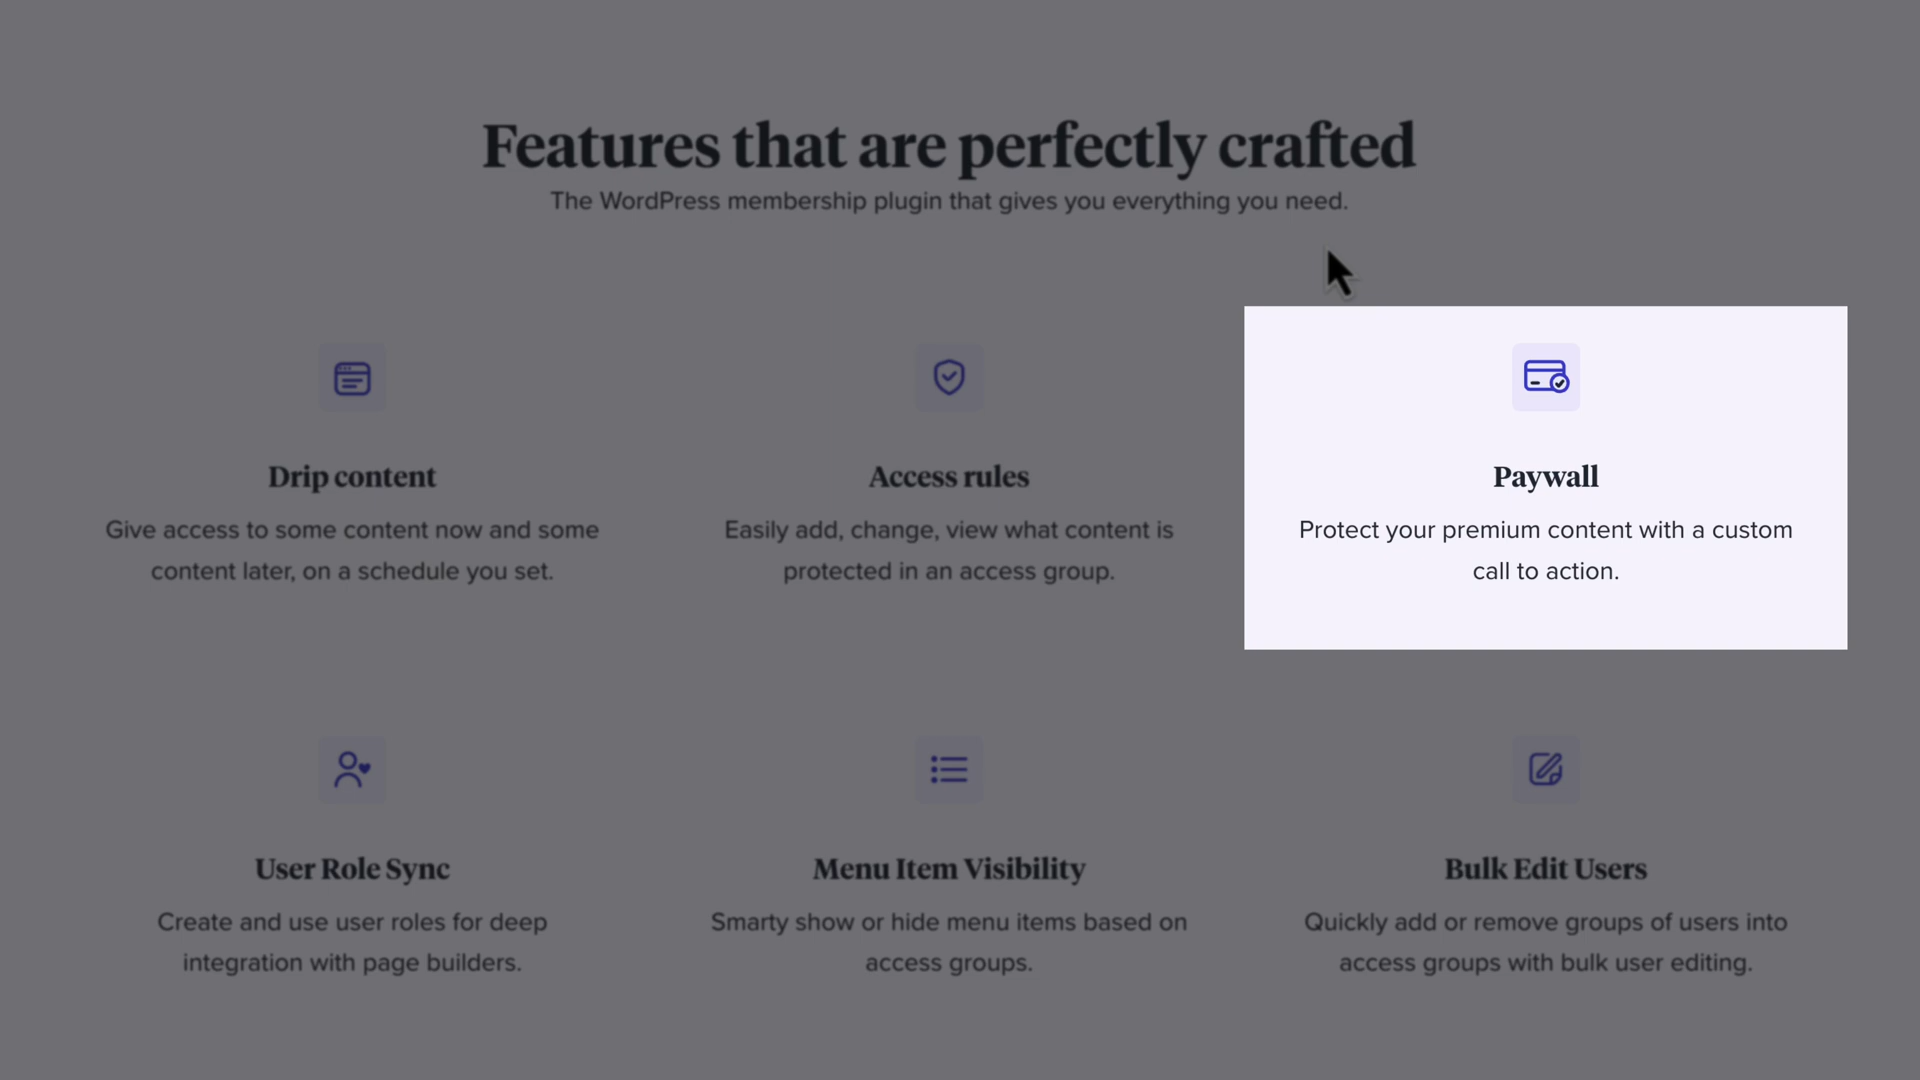 Features that are perfectly crafted
The WordPress membership plugin that gives you everything you need.
Drip content
Give access to some content now and some
content later, on a schedule you set.
Access rules
Easily add, change, view what content is
protected in an access group.
Paywall
Protect your premium content with a custom
call to action.
User Role Sync
Create and use user roles for deep
integration with page builders.
Menu Item Visibility
Smarty show or hide menu items based on
access groups.
Bulk Edit Users
Quickly add or remove groups of users into
access groups with bulk user editing.